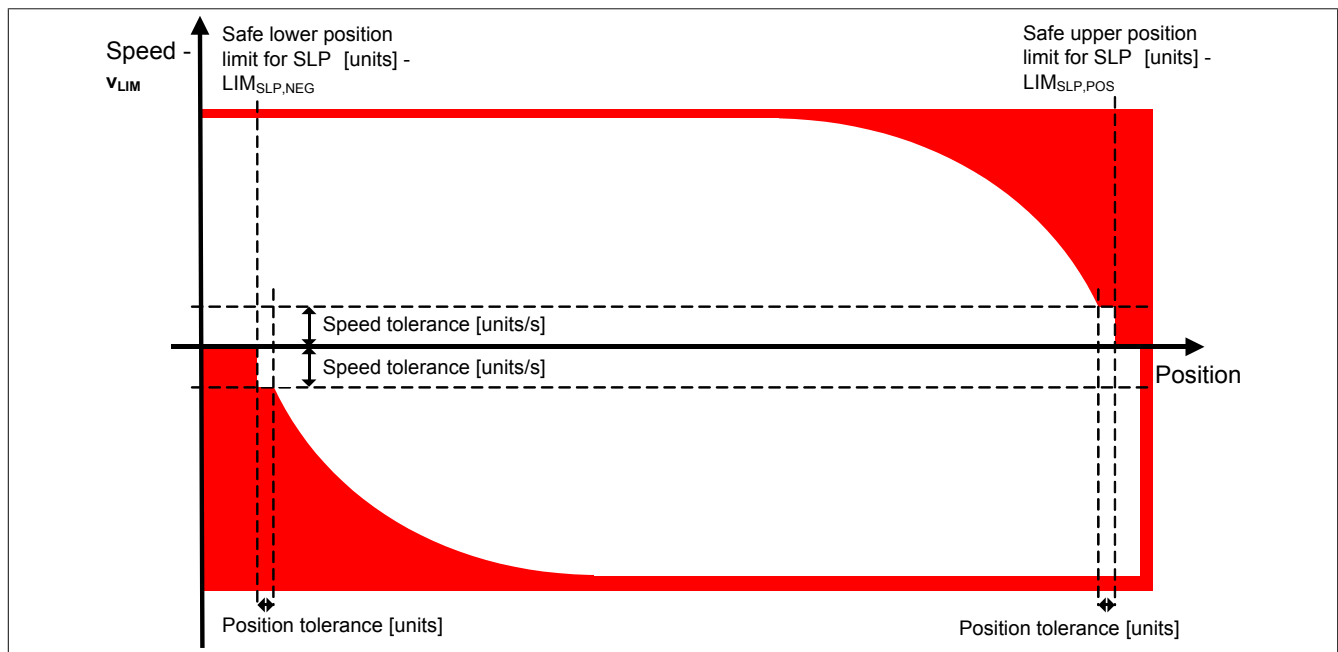 Speed -
vLIM
Safe lower position
limit for SLP [units] -
LIMSLP,NEG
Safe upper position
limit for SLP [units] -
LIMSLP,POS
Speed tolerance [units/s]
Speed tolerance [units/s]
Position
Position tolerance [units]
Position tolerance [units]